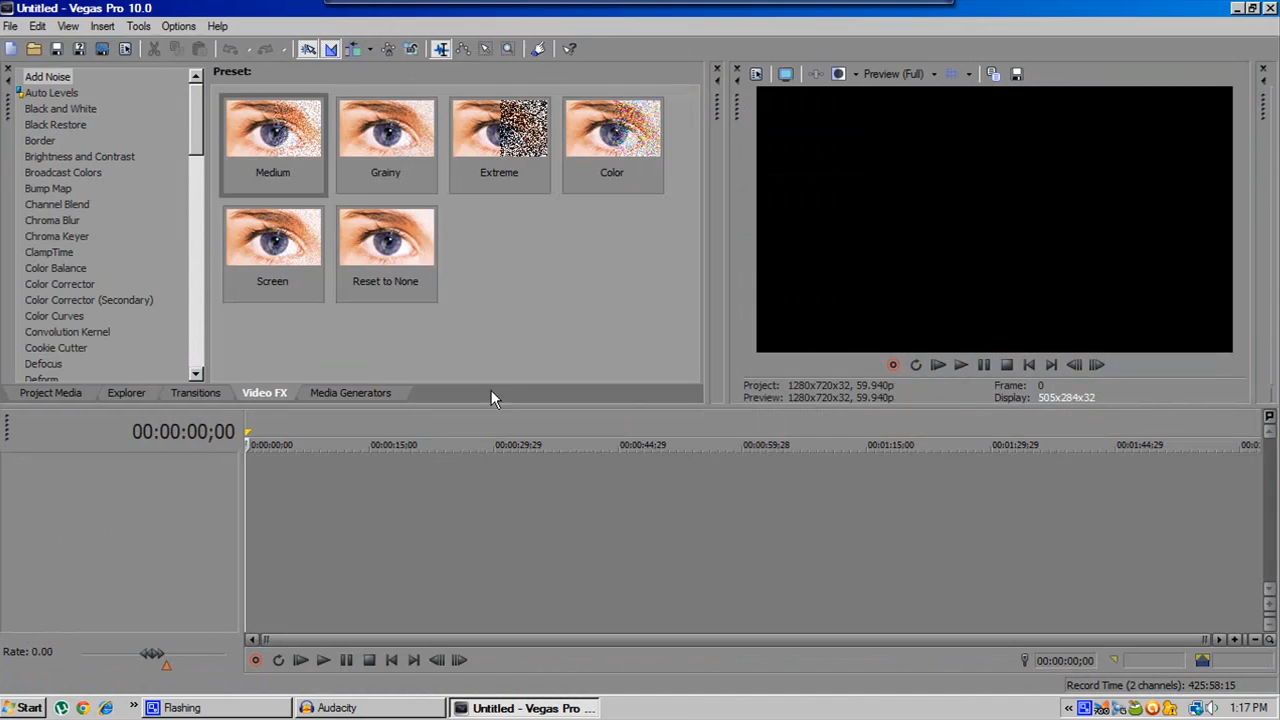 Untitled - Vegas Pro 10.0
File Edit View Insert Tools Options Help
Add Noise
Auto Levels
Black and White
Black Restore
Border
Brightness and Contrast
Broadcast Colors
Bump Map
Channel Blend
Chroma Blur
Chroma Keyer
ClampTime
Color Balance
Color Corrector
Color Corrector (Secondary)
Color Curves
Convolution Kernel
Cookie Cutter
Defocus
Deform
Preset:
Medium Grainy Extreme Color
Screen Reset to None
Preview (Full)
Project: 1280x720x32, 59.940p Frame: 0
Preview: 1280x720x32, 59.940p Display: 505x284x32
Project Media Explorer Transitions Video FX Media Generators
00:00:00;00
0:00:00:00 00:00:15;00 00:00:29;29 00:00:44;29 00:00:59;28 00:01:15;00 00:01:29;29 00:01:44;29 00:0
Rate: 0.00
00:00:00;00
Record Time (2 channels): 425:58:15
Start Flashing Audacity Untitled - Vegas Pro ... 1:17 PM